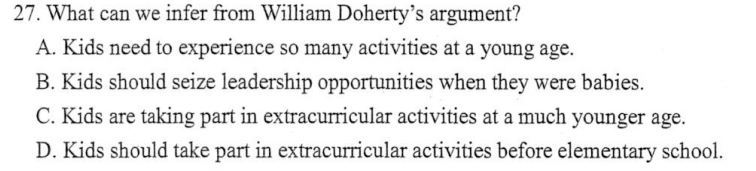 27. What can we infer from William Doherty's argument?
A. Kids need to experience so many activities at a young age.
B. Kids should seize leadership opportunities when they were babies.
C. Kids are taking part in extracurricular activities at a much younger age.
D. Kids should take part in extracurricular activities before elementary school.